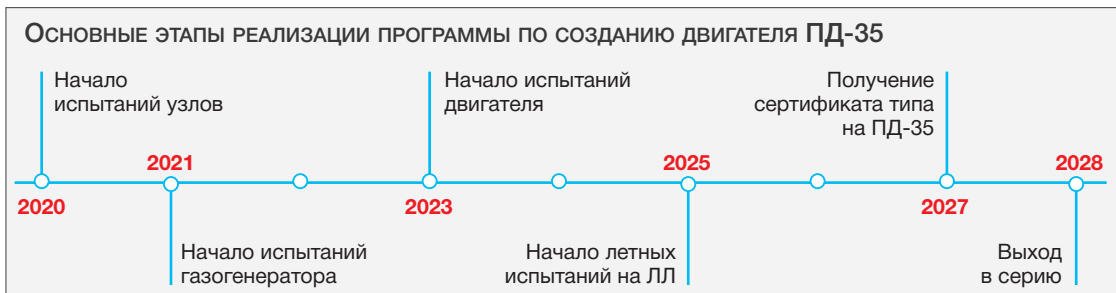 Основные этапы реализации программы по созданию двигателя ПД-35
Начало
испытаний узлов
Начало испытаний
двигателя
Получение
сертификата типа
на ПД-35
2021
2025
2028
2020
2023
2027
Начало испытаний
газогенератора
Начало летных
испытаний на ЛЛ
Выход
в серию